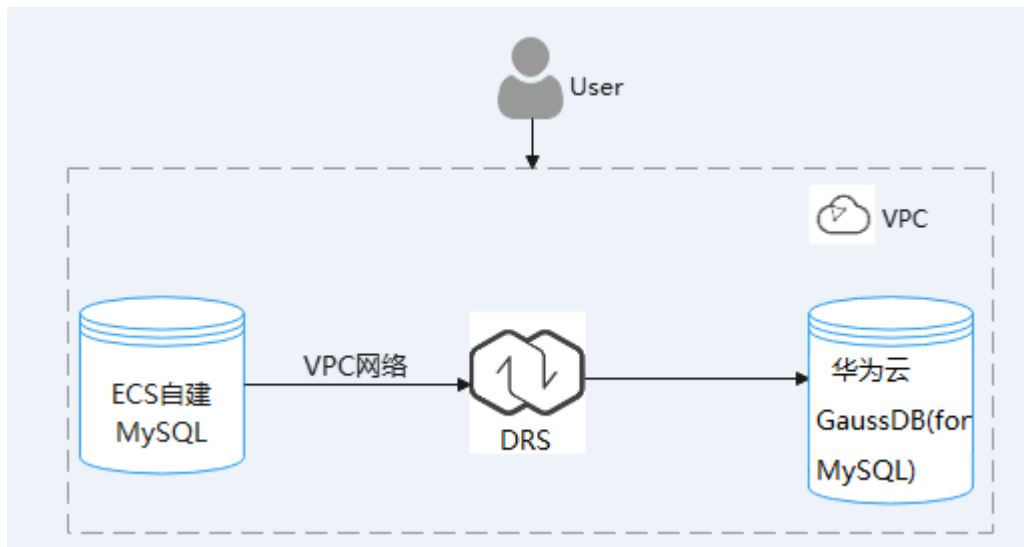 User
VPC
ECS自建
MySQL
VPC网络
DRS
华为云
GaussDB(for
MySQL)